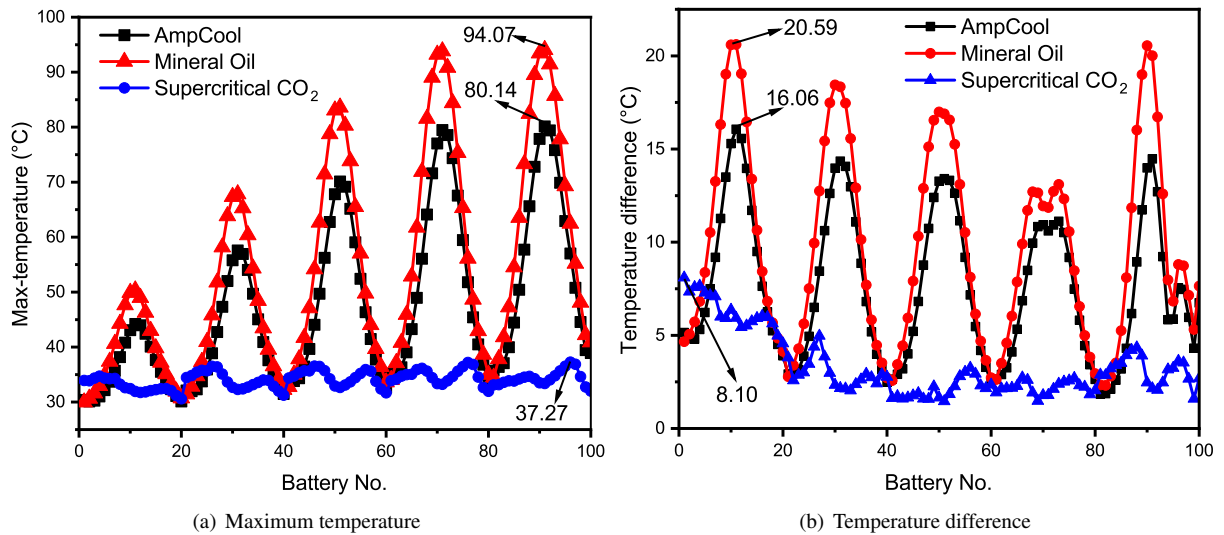 100
90
80
70
60
50
40
30
Max-temperature (°C)
AmpCool
Mineral Oil
Supercritical CO₂
94.07
80.14
37.27
0 20 40 60 80 100
Battery No.
(a) Maximum temperature
20
15
10
5
0
Temperature difference (°C)
AmpCool
Mineral Oil
Supercritical CO₂
20.59
16.06
8.10
0 20 40 60 80 100
Battery No.
(b) Temperature difference